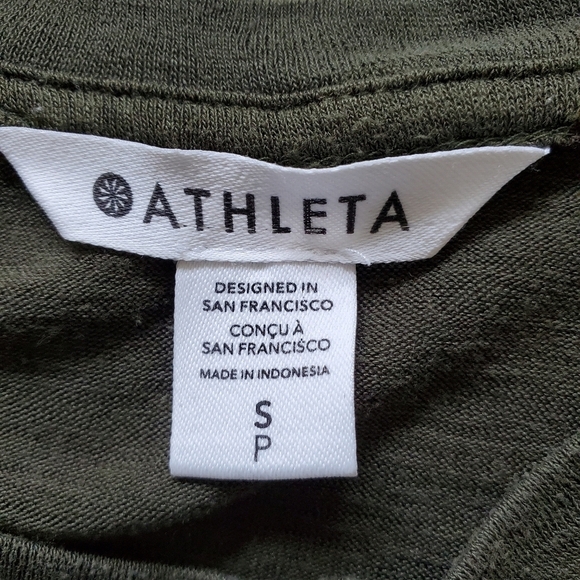 ATHLETA
DESIGNED IN
SAN FRANCISCO
CONÇU À
SAN FRANCISCO
MADE IN INDONESIA
S
P